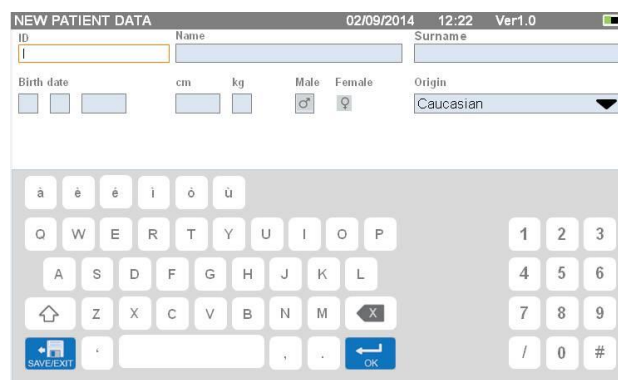 NEW PATIENT DATA 02/09/2014 12:22 Ver1.0
ID Name Surname
Birth date cm kg Male Female Origin
♂ ♀ Caucasian
à è é ì ò ù
Q W E R T Y U I O P 1 2 3
A S D F G H J K L 4 5 6
Z X C V B N M X 7 8 9
SAVE/EXIT ' , . OK / 0 #